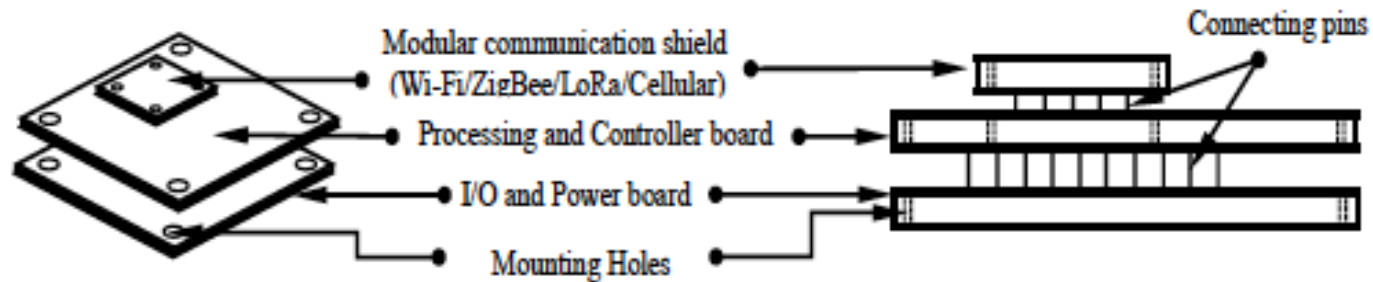 Connecting pins
Modular communication shield
(Wi-Fi/ZigBee/LoRa/Cellular)
Processing and Controller board
I/O and Power board
Mounting Holes